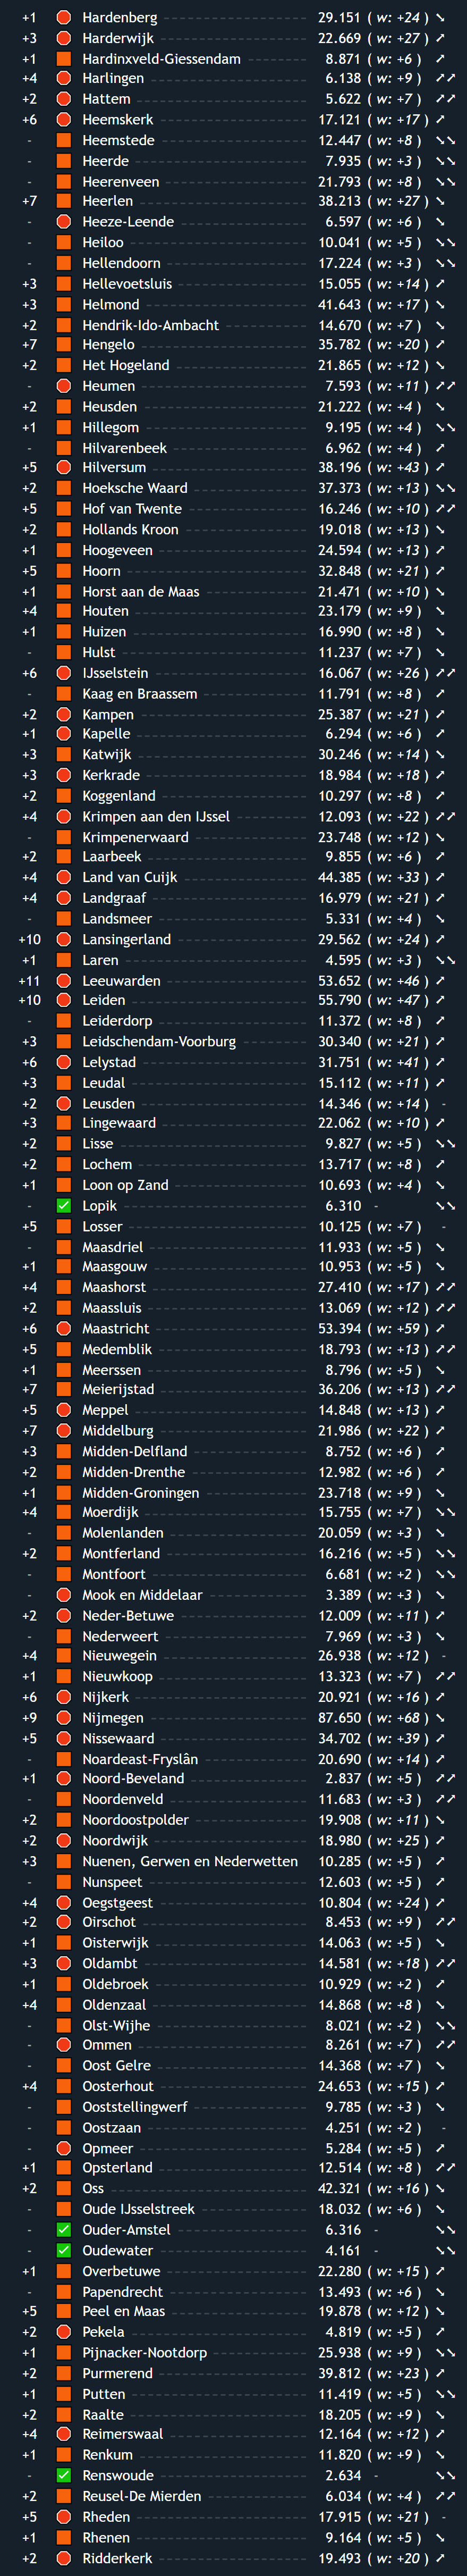 +1 Hardenberg 29.151 ( w: +24 ) ↘
+3 Harderwijk 22.669 ( w: +27 ) ↗
+1 Hardinxveld-Giessendam 8.871 ( w: +6 ) ↗
+4 Harlingen 6.138 ( w: +9 ) ↗↗
+2 Hattem 5.622 ( w: +7 ) ↗↗
+6 Heemskerk 17.121 ( w: +17 ) ↗
- Heemstede 12.447 ( w: +8 ) ↘↘
- Heerde 7.935 ( w: +3 ) ↘↘
- Heerenveen 21.793 ( w: +8 ) ↘↘
+7 Heerlen 38.213 ( w: +27 ) ↘
- Heeze-Leende 6.597 ( w: +6 ) ↘
- Heiloo 10.041 ( w: +5 ) ↘↘
- Hellendoorn 17.224 ( w: +3 ) ↘↘
+3 Hellevoetsluis 15.055 ( w: +14 ) ↗
+3 Helmond 41.643 ( w: +17 ) ↘
+2 Hendrik-Ido-Ambacht 14.670 ( w: +7 ) ↘
+7 Hengelo 35.782 ( w: +20 ) ↗
+2 Het Hogeland 21.865 ( w: +12 ) ↘
- Heumen 7.593 ( w: +11 ) ↗↗
+2 Heusden 21.222 ( w: +4 ) ↘
+1 Hillegom 9.195 ( w: +4 ) ↘↘
- Hilvarenbeek 6.962 ( w: +4 ) ↗
+5 Hilversum 38.196 ( w: +43 ) ↗
+2 Hoeksche Waard 37.373 ( w: +13 ) ↘↘
+5 Hof van Twente 16.246 ( w: +10 ) ↗↗
+2 Hollands Kroon 19.018 ( w: +13 ) ↘
+1 Hoogeveen 24.594 ( w: +13 ) ↗
+5 Hoorn 32.848 ( w: +21 ) ↗
+1 Horst aan de Maas 21.471 ( w: +10 ) ↘
+4 Houten 23.179 ( w: +9 ) ↘
+1 Huizen 16.990 ( w: +8 ) ↘
- Hulst 11.237 ( w: +7 ) ↘
+6 IJsselstein 16.067 ( w: +26 ) ↗↗
- Kaag en Braassem 11.791 ( w: +8 ) ↗
+2 Kampen 25.387 ( w: +21 ) ↗
+1 Kapelle 6.294 ( w: +6 ) ↗
+3 Katwijk 30.246 ( w: +14 ) ↘
+3 Kerkrade 18.984 ( w: +18 ) ↗
+2 Koggenland 10.297 ( w: +8 ) ↗
+4 Krimpen aan den IJssel 12.093 ( w: +22 ) ↗↗
- Krimpenerwaard 23.748 ( w: +12 ) ↘
+2 Laarbeek 9.855 ( w: +6 ) ↗
+4 Land van Cuijk 44.385 ( w: +33 ) ↗
+4 Landgraaf 16.979 ( w: +21 ) ↗
- Landsmeer 5.331 ( w: +4 ) ↘
+10 Lansingerland 29.562 ( w: +24 ) ↗
+1 Laren 4.595 ( w: +3 ) ↘↘
+11 Leeuwarden 53.652 ( w: +46 ) ↗
+10 Leiden 55.790 ( w: +47 ) ↗
- Leiderdorp 11.372 ( w: +8 ) ↗
+3 Leidschendam-Voorburg 30.340 ( w: +21 ) ↗
+6 Lelystad 31.751 ( w: +41 ) ↗
+3 Leudal 15.112 ( w: +11 ) ↗
+2 Leusden 14.346 ( w: +14 ) -
+3 Lingewaard 22.062 ( w: +10 ) ↗
+2 Lisse 9.827 ( w: +5 ) ↘↘
+2 Lochem 13.717 ( w: +8 ) ↗
+1 Loon op Zand 10.693 ( w: +4 ) ↘
- Lopik 6.310 - ↘↘
+5 Losser 10.125 ( w: +7 ) -
- Maasdriel 11.933 ( w: +5 ) ↘
+1 Maasgouw 10.953 ( w: +5 ) ↘
+4 Maashorst 27.410 ( w: +17 ) ↗↗
+2 Maassluis 13.069 ( w: +12 ) ↗↗
+6 Maastricht 53.394 ( w: +59 ) ↗
+5 Medemblik 18.793 ( w: +13 ) ↗↗
+1 Meerssen 8.796 ( w: +5 ) ↘
+7 Meierijstad 36.206 ( w: +13 ) ↗↗
+5 Meppel 14.848 ( w: +13 ) ↗
+7 Middelburg 21.986 ( w: +22 ) ↗
+3 Midden-Delfland 8.752 ( w: +6 ) ↗
+2 Midden-Drenthe 12.982 ( w: +6 ) ↗
+1 Midden-Groningen 23.718 ( w: +9 ) ↘
+4 Moerdijk 15.755 ( w: +7 ) ↘↘
- Molenlanden 20.059 ( w: +3 ) ↘
+2 Montferland 16.216 ( w: +5 ) ↘↘
- Montfoort 6.681 ( w: +2 ) ↘↘
- Mook en Middelaar 3.389 ( w: +3 ) ↘
+2 Neder-Betuwe 12.009 ( w: +11 ) ↗
- Nederweert 7.969 ( w: +3 ) ↘
+4 Nieuwegein 26.938 ( w: +12 ) -
+1 Nieuwkoop 13.323 ( w: +7 ) ↗↗
+6 Nijkerk 20.921 ( w: +16 ) ↗
+9 Nijmegen 87.650 ( w: +68 ) ↘
+5 Nissewaard 34.702 ( w: +39 ) ↗
- Noardeast-Fryslân 20.690 ( w: +14 ) ↗
+1 Noord-Beveland 2.837 ( w: +5 ) ↗↗
- Noordenveld 11.683 ( w: +3 ) ↗↗
+2 Noordoostpolder 19.908 ( w: +11 ) ↘
+2 Noordwijk 18.980 ( w: +25 ) ↗
+3 Nuenen, Gerwen en Nederwetten 10.285 ( w: +5 ) ↗
- Nunspeet 12.603 ( w: +5 ) ↗
+4 Oegstgeest 10.804 ( w: +24 ) ↗
+2 Oirschot 8.453 ( w: +9 ) ↗↗
+1 Oisterwijk 14.063 ( w: +5 ) ↘
+3 Oldambt 14.581 ( w: +18 ) ↗↗
+1 Oldebroek 10.929 ( w: +2 ) ↗
+4 Oldenzaal 14.868 ( w: +8 ) ↘
- Olst-Wijhe 8.021 ( w: +2 ) ↘↘
- Ommen 8.261 ( w: +7 ) ↗↗
- Oost Gelre 14.368 ( w: +7 ) ↘
+4 Oosterhout 24.653 ( w: +15 ) ↗
- Ooststellingwerf 9.785 ( w: +3 ) ↘
- Oostzaan 4.251 ( w: +2 ) -
- Opmeer 5.284 ( w: +5 ) ↗
+1 Opsterland 12.514 ( w: +8 ) ↗↗
+2 Oss 42.321 ( w: +16 ) ↘
- Oude IJsselstreek 18.032 ( w: +6 ) ↘
- Ouder-Amstel 6.316 - ↘↘
- Oudewater 4.161 - ↘↘
+1 Overbetuwe 22.280 ( w: +15 ) ↗
- Papendrecht 13.493 ( w: +6 ) ↘
+5 Peel en Maas 19.878 ( w: +12 ) ↘
+2 Pekela 4.819 ( w: +5 ) ↗
+1 Pijnacker-Nootdorp 25.938 ( w: +9 ) ↘↘
+2 Purmerend 39.812 ( w: +23 ) ↗
+1 Putten 11.419 ( w: +5 ) ↘↘
+2 Raalte 18.205 ( w: +9 ) ↘
+4 Reimerswaal 12.164 ( w: +12 ) ↗
+1 Renkum 11.820 ( w: +9 ) ↘
- Renswoude 2.634 - ↘↘
+2 Reusel-De Mierden 6.034 ( w: +4 ) ↗↗
+5 Rheden 17.915 ( w: +21 ) -
+1 Rhenen 9.164 ( w: +5 ) ↘
+2 Ridderkerk 19.493 ( w: +20 ) ↗